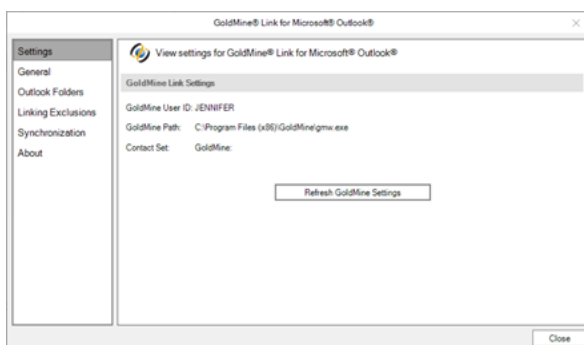 GoldMine® Link for Microsoft® Outlook®
Settings
General
Outlook Folders
Linking Exclusions
Synchronization
About
View settings for GoldMine® Link for Microsoft® Outlook®
GoldMine Link Settings
GoldMine User ID: JENNIFER
GoldMine Path: C:\Program Files (x86)\GoldMine\gmw.exe
Contact Set: GoldMine:
Refresh GoldMine Settings
Close